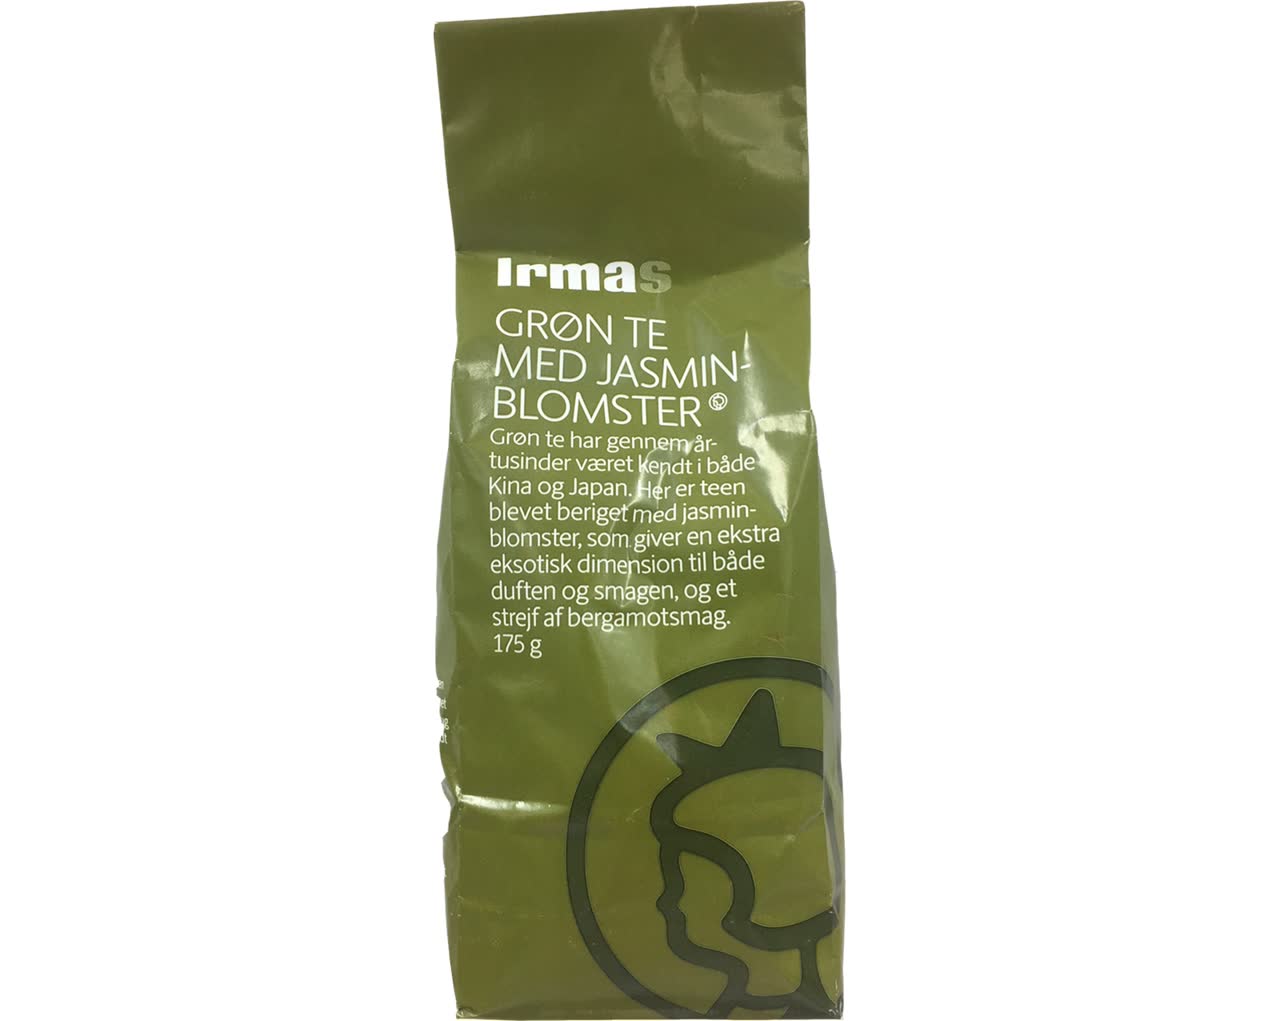 Irmas
GRØN TE
MED JASMIN-
BLOMSTER
Grøn te har gennem år-
tusinder været kendt i både
Kina og Japan. Her er teen
blevet beriget med jasmin-
blomster, som giver en ekstra
eksotisk dimension til både
duften og smagen, og et
strejf af bergamotsmag.
175 g